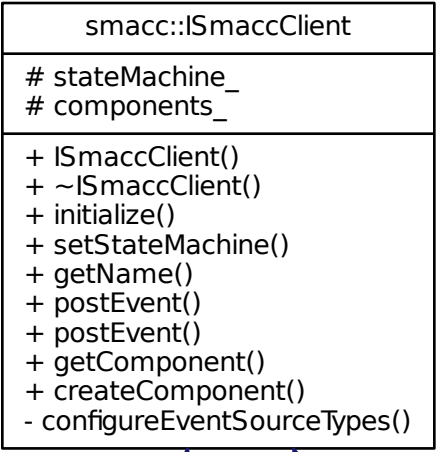 smacc::ISmaccClient
# stateMachine_
# components_
+ ISmaccClient()
+ ~ISmaccClient()
+ initialize()
+ setStateMachine()
+ getName()
+ postEvent()
+ postEvent()
+ getComponent()
+ createComponent()
- configureEventSourceTypes()